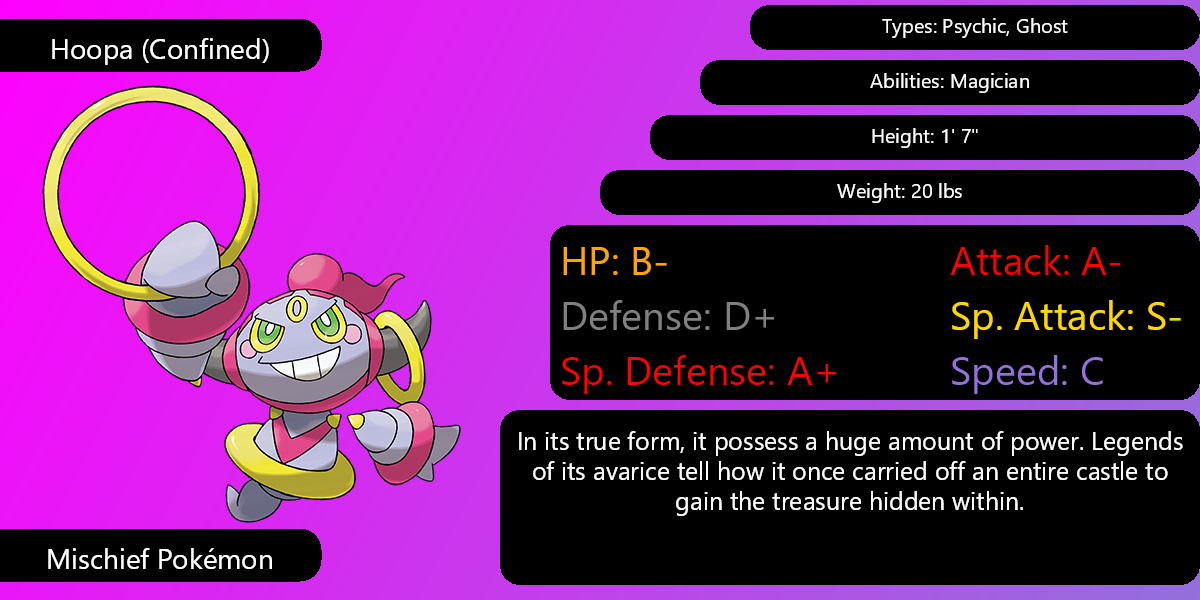 Hoopa (Confined)
Types: Psychic, Ghost
Abilities: Magician
Height: 1' 7"
Weight: 20 lbs
HP: B-
Attack: A-
Defense: D+
Sp. Attack: S-
Sp. Defense: A+
Speed: C
In its true form, it possess a huge amount of power. Legends
of its avarice tell how it once carried off an entire castle to
gain the treasure hidden within.
Mischief Pokémon